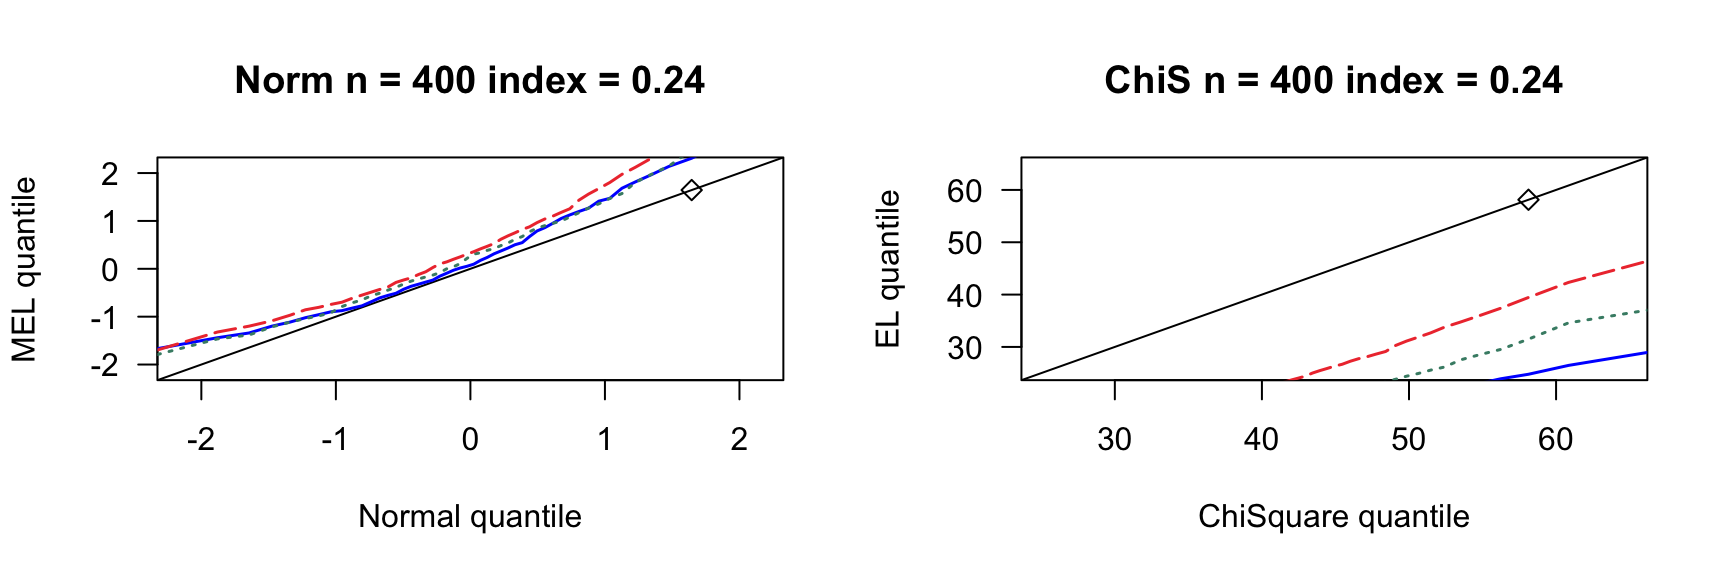 Norm n = 400 index = 0.24
MEL quantile
2
1
0
-1
-2
-2 -1 0 1 2
Normal quantile
ChiS n = 400 index = 0.24
EL quantile
60
50
40
30
30 40 50 60
ChiSquare quantile